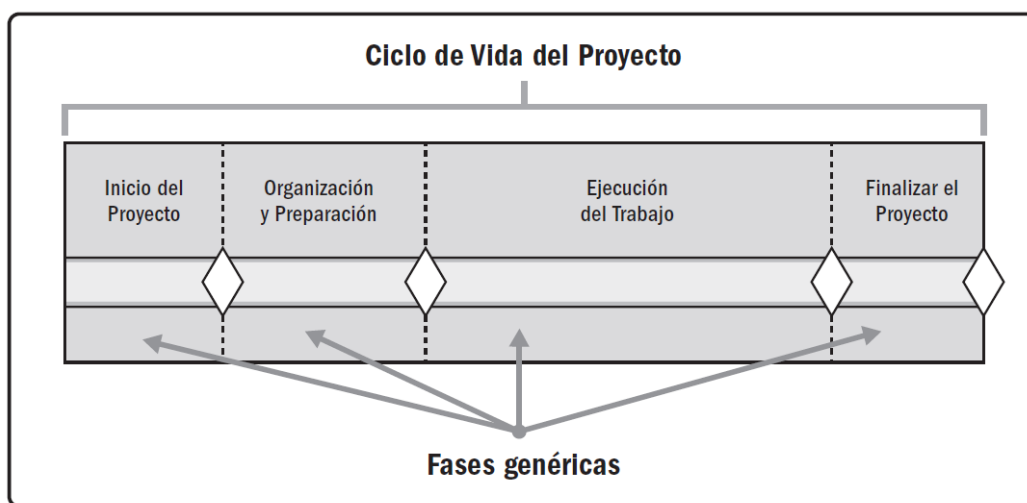 Ciclo de Vida del Proyecto
Inicio del
Proyecto
Organización
y Preparación
Ejecución
del Trabajo
Finalizar el
Proyecto
Fases genéricas